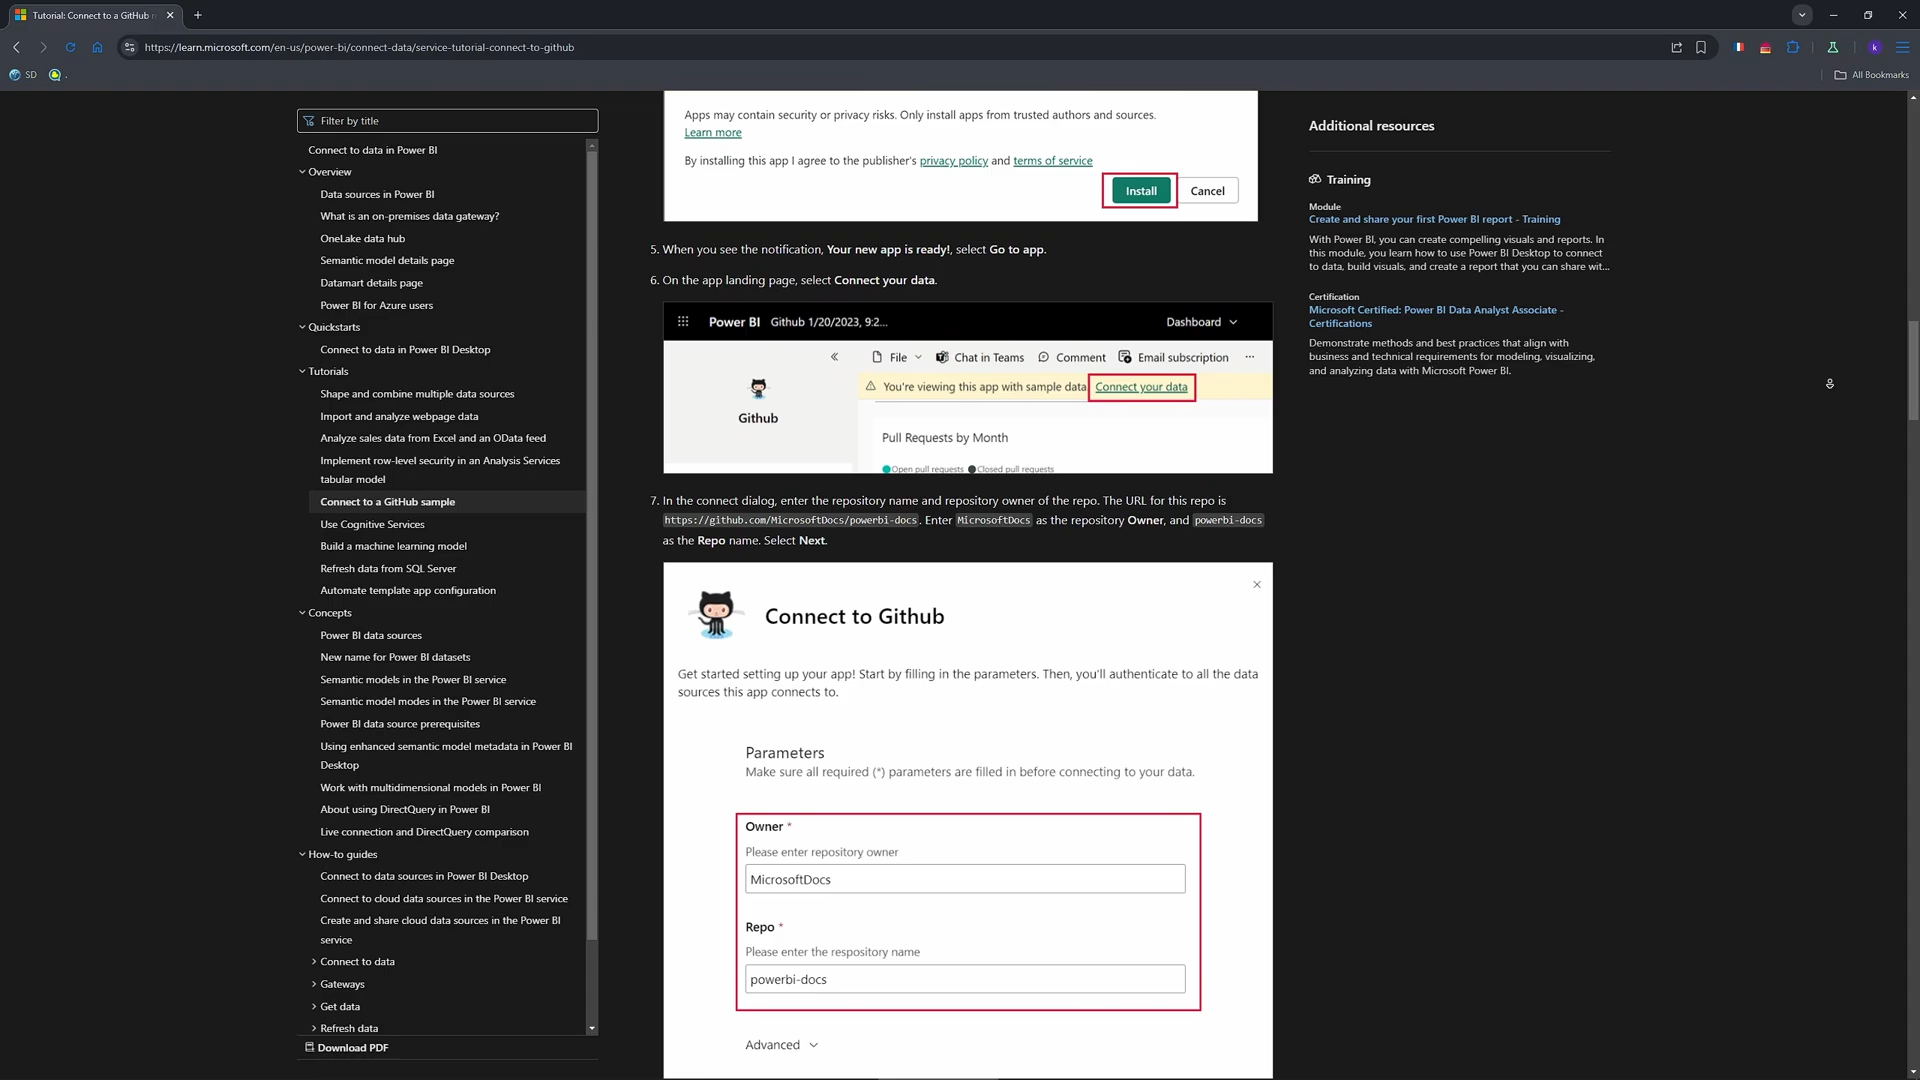 Tutorial: Connect to a GitHub r
https://learn.microsoft.com/en-us/power-bi/connect-data/service-tutorial-connect-to-github
k
SD
.
All Bookmarks
Filter by title
Connect to data in Power BI
Overview
Data sources in Power BI
What is an on-premises data gateway?
OneLake data hub
Semantic model details page
Datamart details page
Power BI for Azure users
Quickstarts
Connect to data in Power BI Desktop
Tutorials
Shape and combine multiple data sources
Import and analyze webpage data
Analyze sales data from Excel and an OData feed
Implement row-level security in an Analysis Services
tabular model
Connect to a GitHub sample
Use Cognitive Services
Build a machine learning model
Refresh data from SQL Server
Automate template app configuration
Concepts
Power BI data sources
New name for Power BI datasets
Semantic models in the Power BI service
Semantic model modes in the Power BI service
Power BI data source prerequisites
Using enhanced semantic model metadata in Power BI
Desktop
Work with multidimensional models in Power BI
About using DirectQuery in Power BI
Live connection and DirectQuery comparison
How-to guides
Connect to data sources in Power BI Desktop
Connect to cloud data sources in the Power BI service
Create and share cloud data sources in the Power BI
service
Connect to data
Gateways
Get data
Refresh data
Download PDF
Apps may contain security or privacy risks. Only install apps from trusted authors and sources.
Learn more
By installing this app I agree to the publisher's privacy policy and terms of service
Install
Cancel
5. When you see the notification, Your new app is ready!, select Go to app.
6. On the app landing page, select Connect your data.
Power BI Github 1/20/2023, 9:2... Dashboard
File Chat in Teams Comment Email subscription ...
You're viewing this app with sample data Connect your data
Github
Pull Requests by Month
Open pull requests Closed pull requests
7. In the connect dialog, enter the repository name and repository owner of the repo. The URL for this repo is
https://github.com/MicrosoftDocs/powerbi-docs. Enter MicrosoftDocs as the repository Owner, and powerbi-docs
as the Repo name. Select Next.
Connect to Github
Get started setting up your app! Start by filling in the parameters. Then, you'll authenticate to all the data
sources this app connects to.
Parameters
Make sure all required (*) parameters are filled in before connecting to your data.
Owner *
Please enter repository owner
MicrosoftDocs
Repo *
Please enter the respository name
powerbi-docs
Advanced
Additional resources
Training
Module
Create and share your first Power BI report - Training
With Power BI, you can create compelling visuals and reports. In
this module, you learn how to use Power BI Desktop to connect
to data, build visuals, and create a report that you can share wit...
Certification
Microsoft Certified: Power BI Data Analyst Associate -
Certifications
Demonstrate methods and best practices that align with
business and technical requirements for modeling, visualizing,
and analyzing data with Microsoft Power BI.